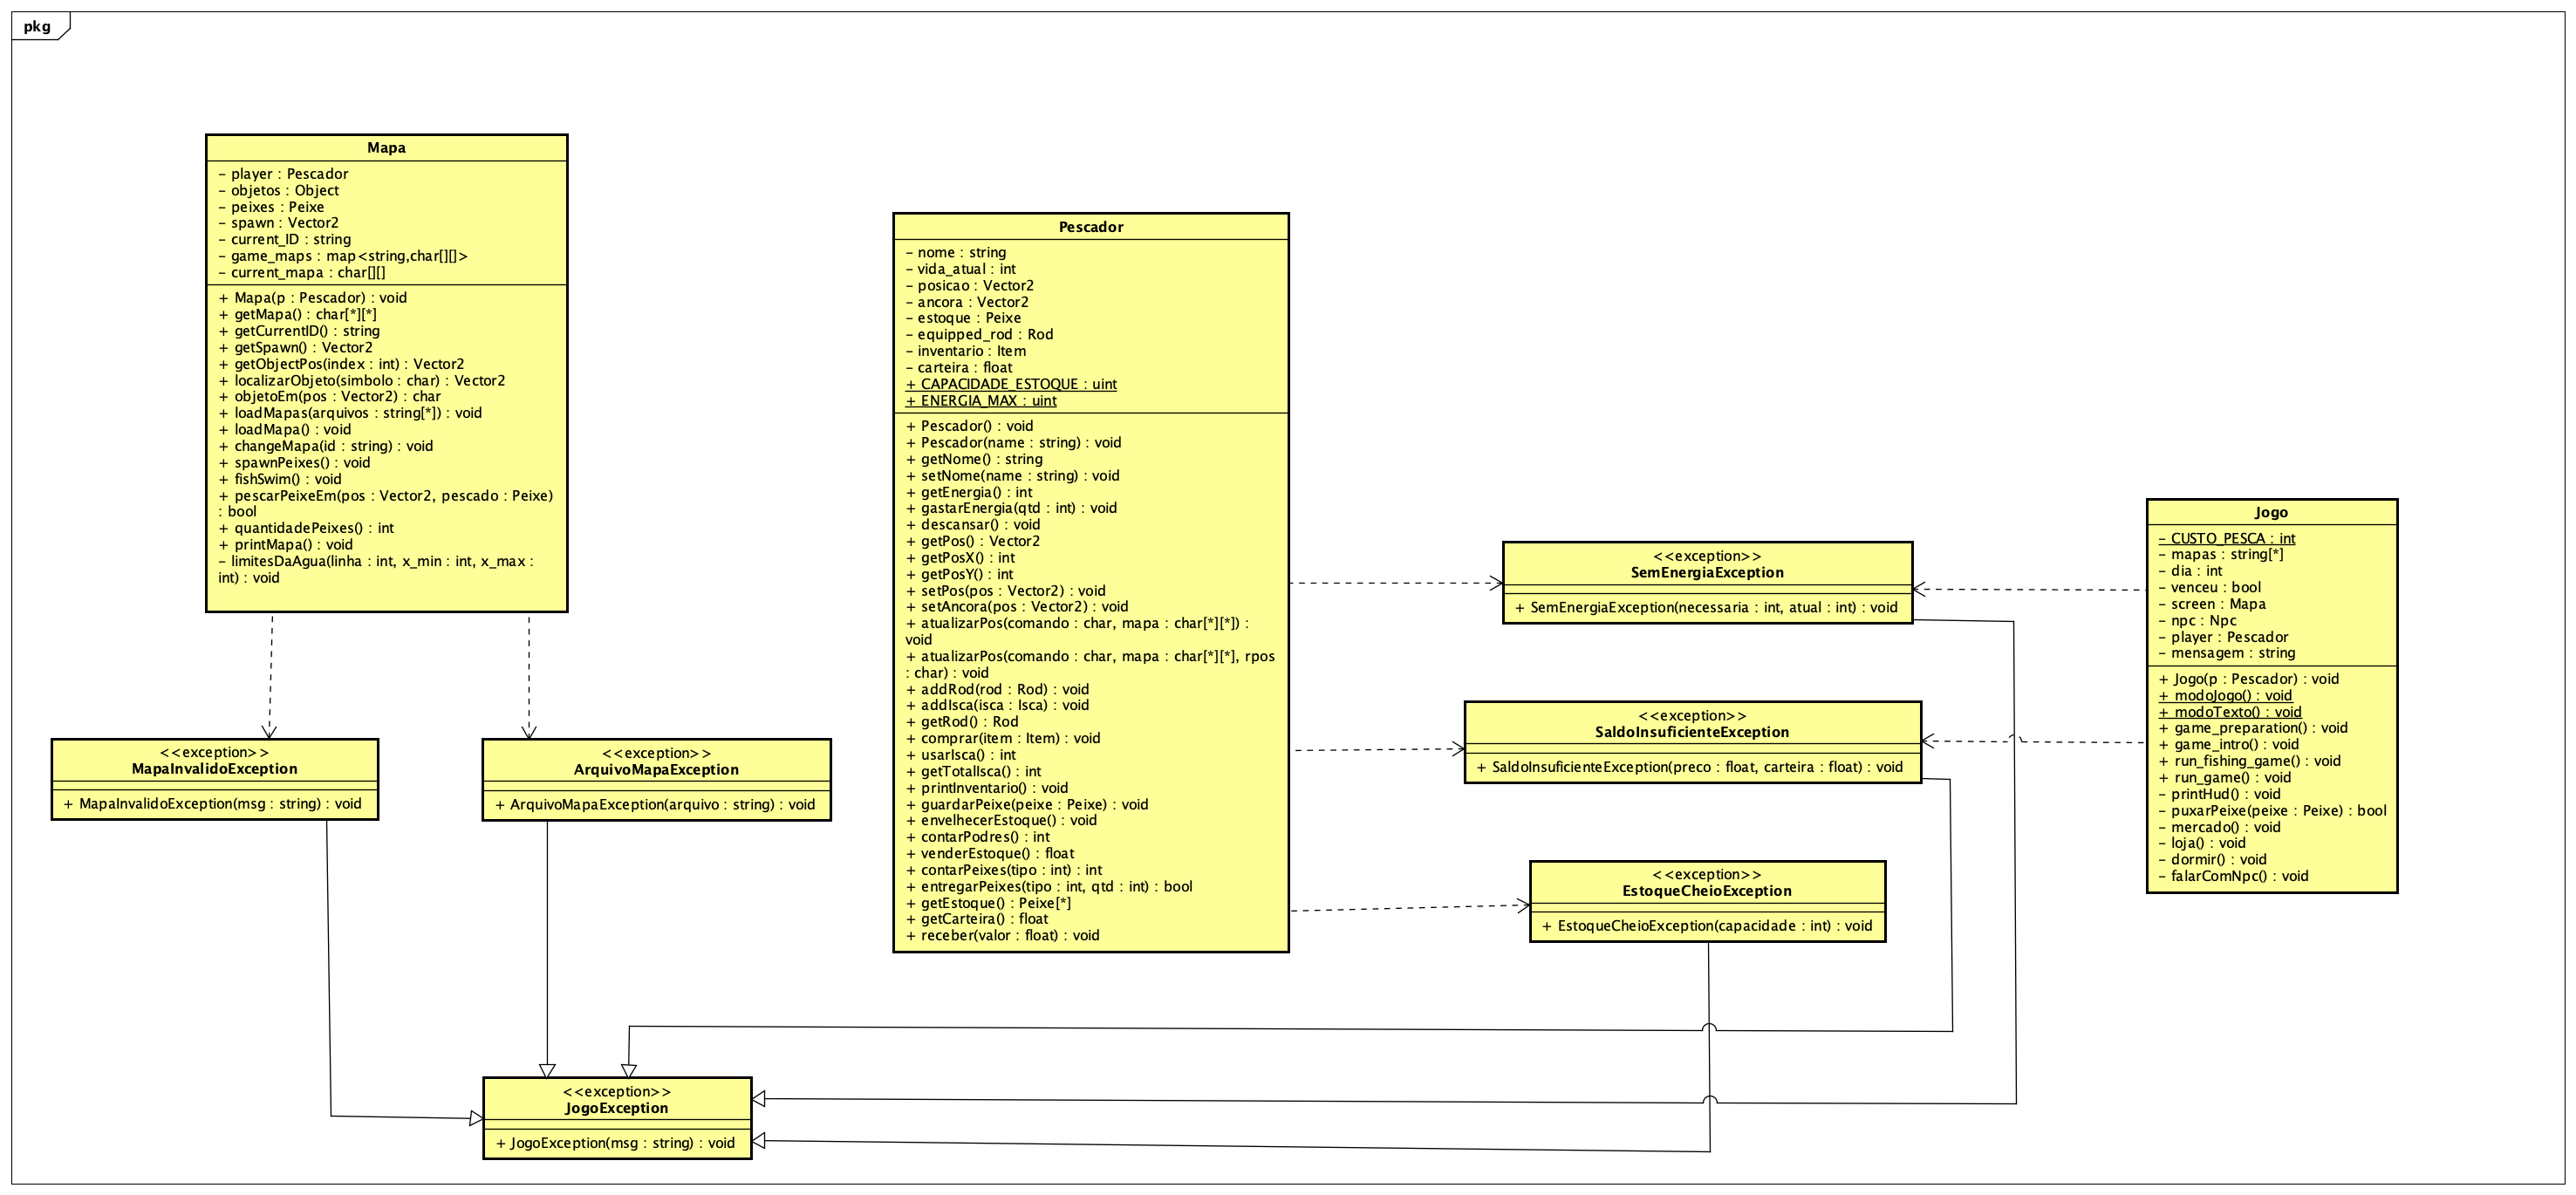 pkg
Mapa
- player : Pescador
- objetos : Object
- peixes : Peixe
- spawn : Vector2
- current_ID : string
- game_maps : map<string,char[][]>
- current_mapa : char[][]
+ Mapa(p : Pescador) : void
+ getMapa() : char[*][*]
+ getCurrentID() : string
+ getSpawn() : Vector2
+ getObjectPos(index : int) : Vector2
+ localizarObjeto(simbolo : char) : Vector2
+ objetoEm(pos : Vector2) : char
+ loadMapas(arquivos : string[*]) : void
+ loadMapa() : void
+ changeMapa(id : string) : void
+ spawnPeixes() : void
+ fishSwim() : void
+ pescarPeixeEm(pos : Vector2, pescado : Peixe)
: bool
+ quantidadePeixes() : int
+ printMapa() : void
- limitesDaAgua(linha : int, x_min : int, x_max :
int) : void
Pescador
- nome : string
- vida_atual : int
- posicao : Vector2
- ancora : Vector2
- estoque : Peixe
- equipped_rod : Rod
- inventario : Item
- carteira : float
+ CAPACIDADE_ESTOQUE : uint
+ ENERGIA_MAX : uint
+ Pescador() : void
+ Pescador(name : string) : void
+ getNome() : string
+ setNome(name : string) : void
+ getEnergia() : int
+ gastarEnergia(qtd : int) : void
+ descansar() : void
+ getPos() : Vector2
+ getPosX() : int
+ getPosY() : int
+ setPos(pos : Vector2) : void
+ setAncora(pos : Vector2) : void
+ atualizarPos(comando : char, mapa : char[*][*]) :
void
+ atualizarPos(comando : char, mapa : char[*][*], rpos
: char) : void
+ addRod(rod : Rod) : void
+ addIsca(isca : Isca) : void
+ getRod() : Rod
+ comprar(item : Item) : void
+ usarIsca() : int
+ getTotalIsca() : int
+ printInventario() : void
+ guardarPeixe(peixe : Peixe) : void
+ envelhecerEstoque() : void
+ contarPodres() : int
+ venderEstoque() : float
+ contarPeixes(tipo : int) : int
+ entregarPeixes(tipo : int, qtd : int) : bool
+ getEstoque() : Peixe[*]
+ getCarteira() : float
+ receber(valor : float) : void
<<exception>>
SemEnergiaException
+ SemEnergiaException(necessaria : int, atual : int) : void
<<exception>>
SaldoInsuficienteException
+ SaldoInsuficienteException(preco : float, carteira : float) : void
<<exception>>
EstoqueCheioException
+ EstoqueCheioException(capacidade : int) : void
Jogo
- CUSTO_PESCA : int
- mapas : string[*]
- dia : int
- venceu : bool
- screen : Mapa
- npc : Npc
- player : Pescador
- mensagem : string
+ Jogo(p : Pescador) : void
+ modoJogo() : void
+ modoTexto() : void
+ game_preparation() : void
+ game_intro() : void
+ run_fishing_game() : void
+ run_game() : void
- printHud() : void
- puxarPeixe(peixe : Peixe) : bool
- mercado() : void
- loja() : void
- dormir() : void
- falarComNpc() : void
<<exception>>
MapaInvalidoException
+ MapaInvalidoException(msg : string) : void
<<exception>>
ArquivoMapaException
+ ArquivoMapaException(arquivo : string) : void
<<exception>>
JogoException
+ JogoException(msg : string) : void